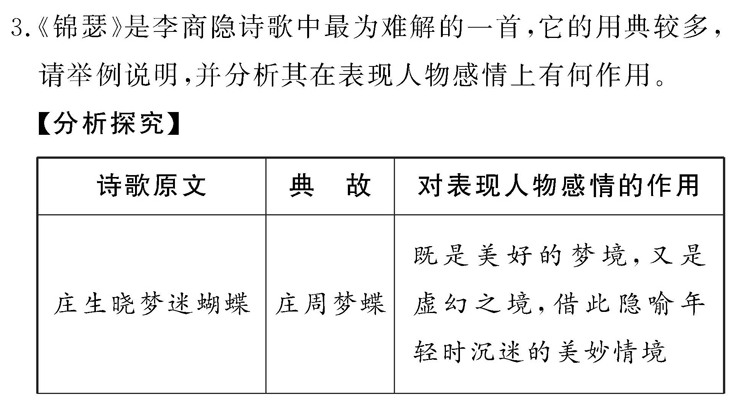 3.《锦瑟》是李商隐诗歌中最为难解的一首,它的用典较多,
请举例说明,并分析其在表现人物感情上有何作用。
【分析探究】
诗歌原文 典 故 对表现人物感情的作用
庄生晓梦迷蝴蝶 庄周梦蝶 既是美好的梦境,又是
虚幻之境,借此隐喻年
轻时沉迷的美妙情境